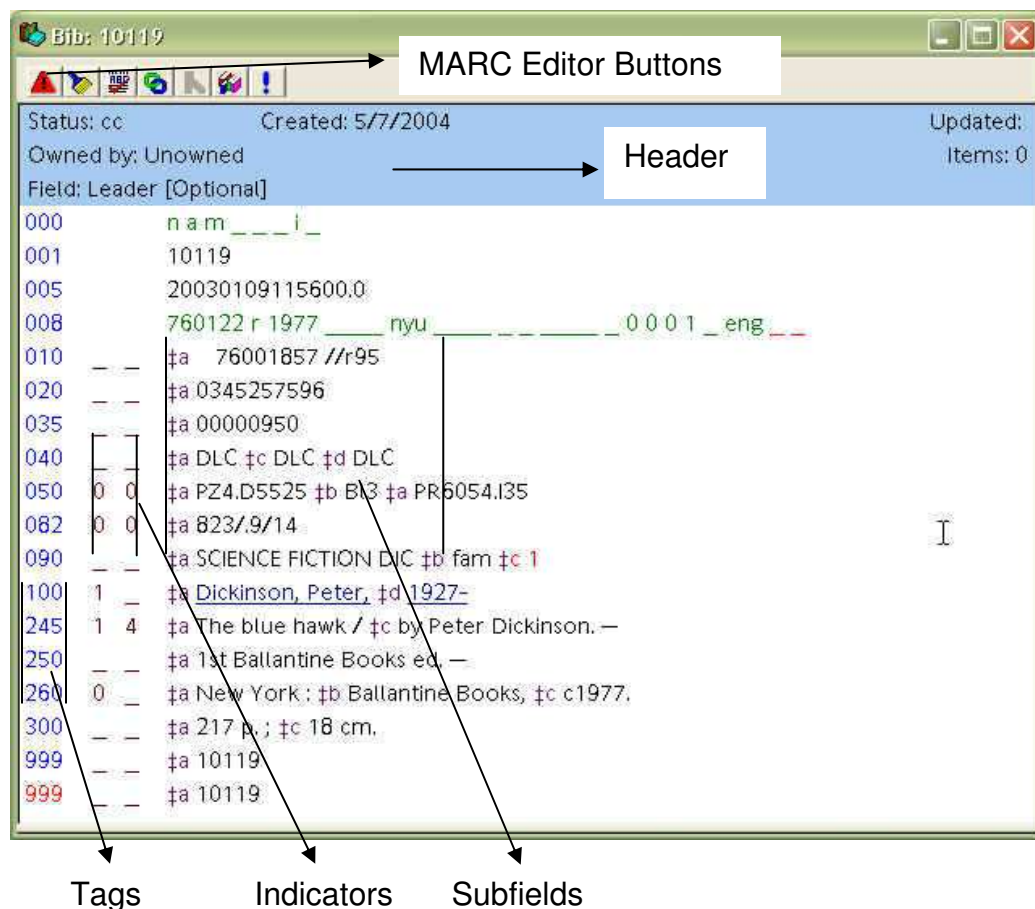 Bib: 10119
MARC Editor Buttons
Status: cc Created: 5/7/2004 Updated:
Owned by: Unowned Items: 0
Header
Field: Leader [Optional]
000 n a m _ _ _ i _
001 10119
005 20030109115600.0
008 760122 r 1977 ____ nyu ____ _ _ ____ _ 0 0 0 1 _ eng _ _
010 _ _ ‡a 76001857 //r95
020 _ _ ‡a 0345257596
035 _ _ ‡a 00000950
040 _ _ ‡a DLC ‡c DLC ‡d DLC
050 0 0 ‡a PZ4.D5525 ‡b Bl3 ‡a PR6054.I35
082 0 0 ‡a 823/.9/14
090 _ _ ‡a SCIENCE FICTION DIC ‡b fam ‡c 1
100 1 _ ‡a Dickinson, Peter, ‡d 1927-
245 1 4 ‡a The blue hawk / ‡c by Peter Dickinson. —
250 _ _ ‡a 1st Ballantine Books ed. —
260 0 _ ‡a New York : ‡b Ballantine Books, ‡c c1977.
300 _ _ ‡a 217 p. ; ‡c 18 cm.
999 _ _ ‡a 10119
999 _ _ ‡a 10119
Tags Indicators Subfields